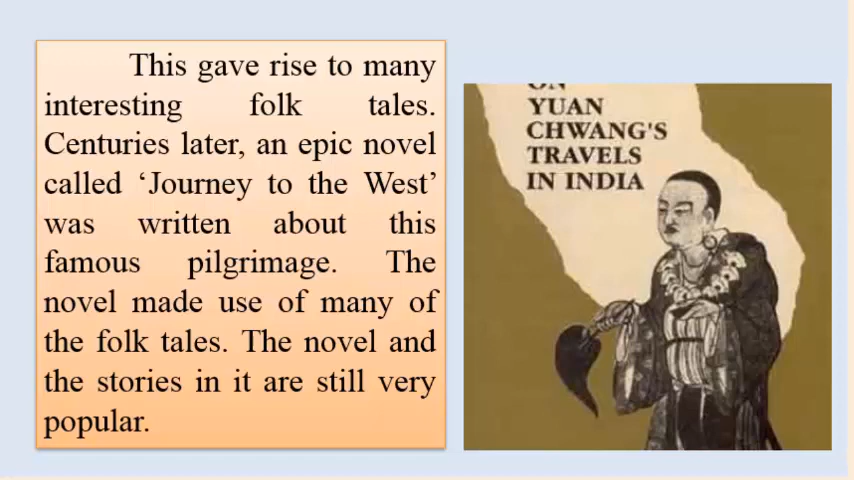 This gave rise to many
interesting folk tales.
Centuries later, an epic novel
called ‘Journey to the West’
was written about this
famous pilgrimage. The
novel made use of many of
the folk tales. The novel and
the stories in it are still very
popular.
ON
YUAN
CHWANG'S
TRAVELS
IN INDIA